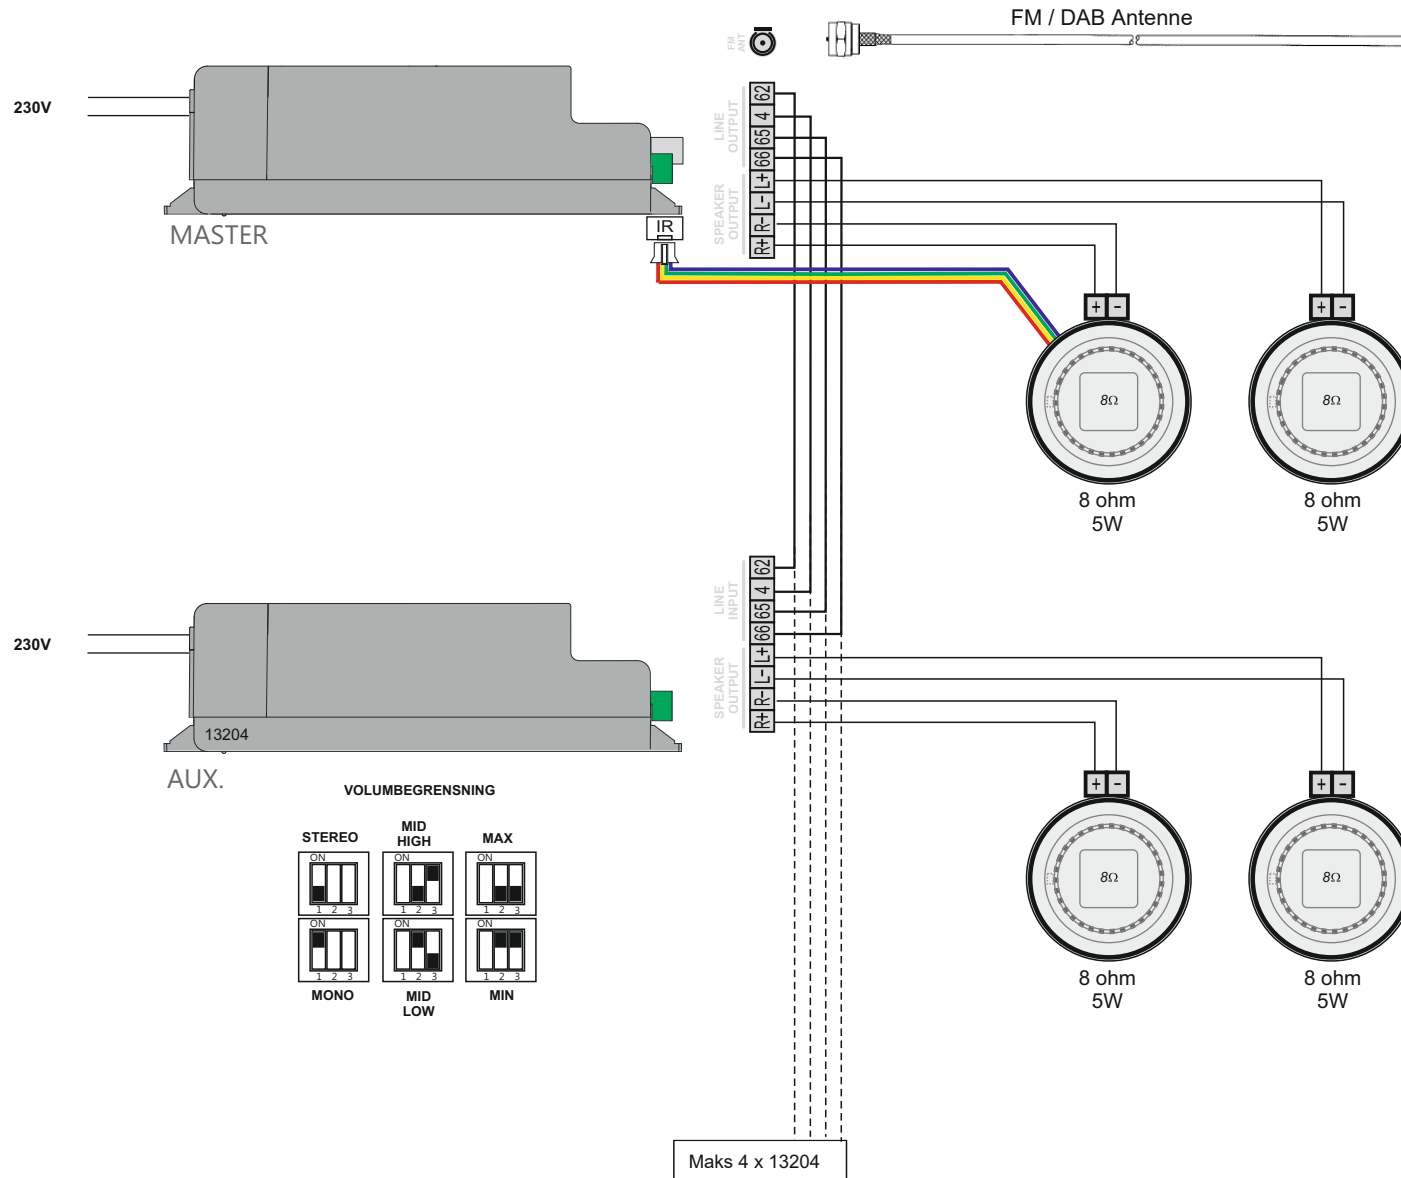 FM / DAB Antenne
FM
ANT
230V
LINE
OUTPUT
62
4
65
66
SPEAKER
OUTPUT
L+
L-
R-
R+
MASTER
IR
+ -
+ -
8Ω
8Ω
8 ohm
5W
8 ohm
5W
LINE
INPUT
62
4
65
66
SPEAKER
OUTPUT
L+
L-
R-
R+
230V
13204
AUX.
+ -
+ -
8Ω
8Ω
8 ohm
5W
8 ohm
5W
VOLUMBEGRENSNING
STEREO
MID
HIGH
MAX
ON
1 2 3
ON
1 2 3
ON
1 2 3
ON
1 2 3
ON
1 2 3
ON
1 2 3
MONO
MID
LOW
MIN
Maks 4 x 13204